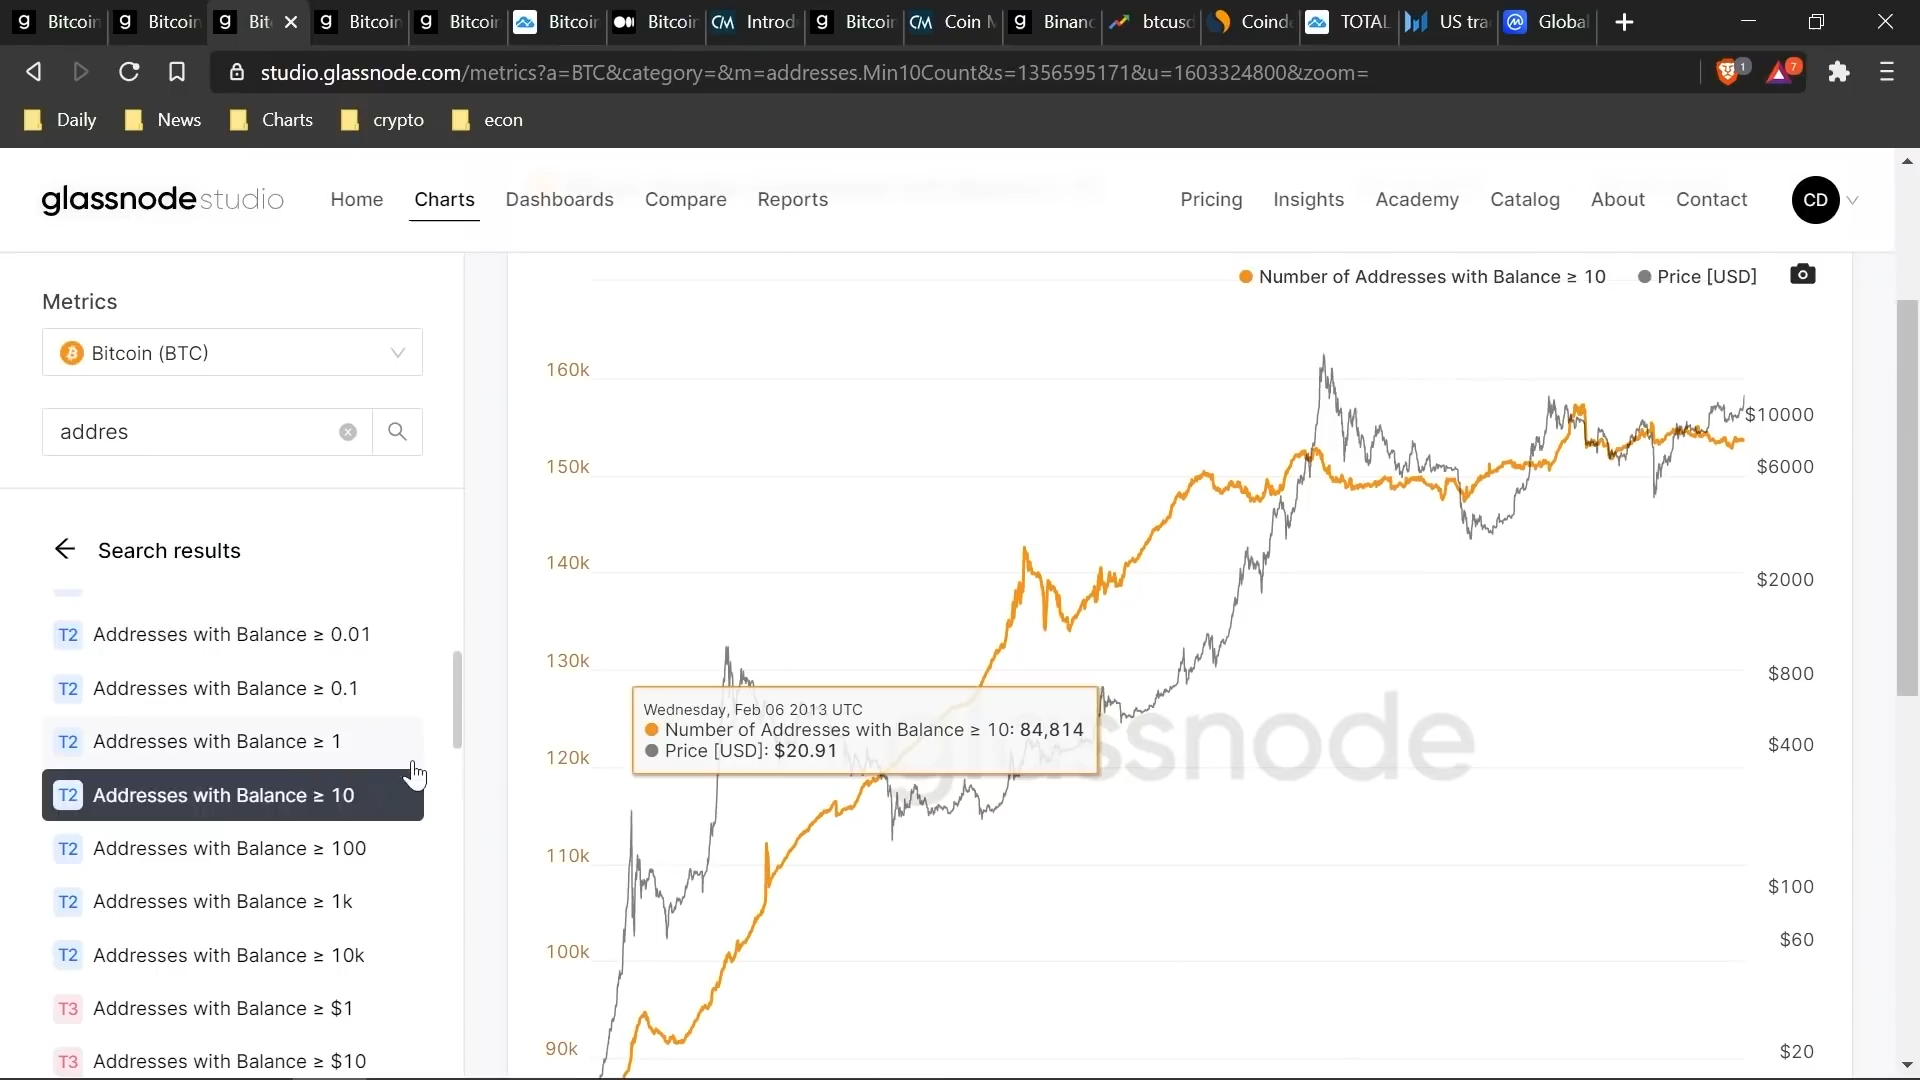 Bitcoin
Bitcoin
Bit
Bitcoin
Bitcoin
Bitcoin
Bitcoin
Introd
Bitcoin
Coin M
Binanc
btcusd
Coinde
TOTAL
US tra
Global
studio.glassnode.com/metrics?a=BTC&category=&m=addresses.Min10Count&s=1356595171&u=1603324800&zoom=
1
7
Daily
News
Charts
crypto
econ
glassnodestudio
Home
Charts
Dashboards
Compare
Reports
Pricing
Insights
Academy
Catalog
About
Contact
CD
Metrics
Bitcoin (BTC)
addres
Search results
T2 Addresses with Balance ≥ 0.01
T2 Addresses with Balance ≥ 0.1
T2 Addresses with Balance ≥ 1
T2 Addresses with Balance ≥ 10
T2 Addresses with Balance ≥ 100
T2 Addresses with Balance ≥ 1k
T2 Addresses with Balance ≥ 10k
T3 Addresses with Balance ≥ $1
T3 Addresses with Balance ≥ $10
Number of Addresses with Balance ≥ 10
Price [USD]
160k
150k
140k
130k
120k
110k
100k
90k
Wednesday, Feb 06 2013 UTC
Number of Addresses with Balance ≥ 10: 84,814
Price [USD]: $20.91
glassnode
$10000
$6000
$2000
$800
$400
$100
$60
$20